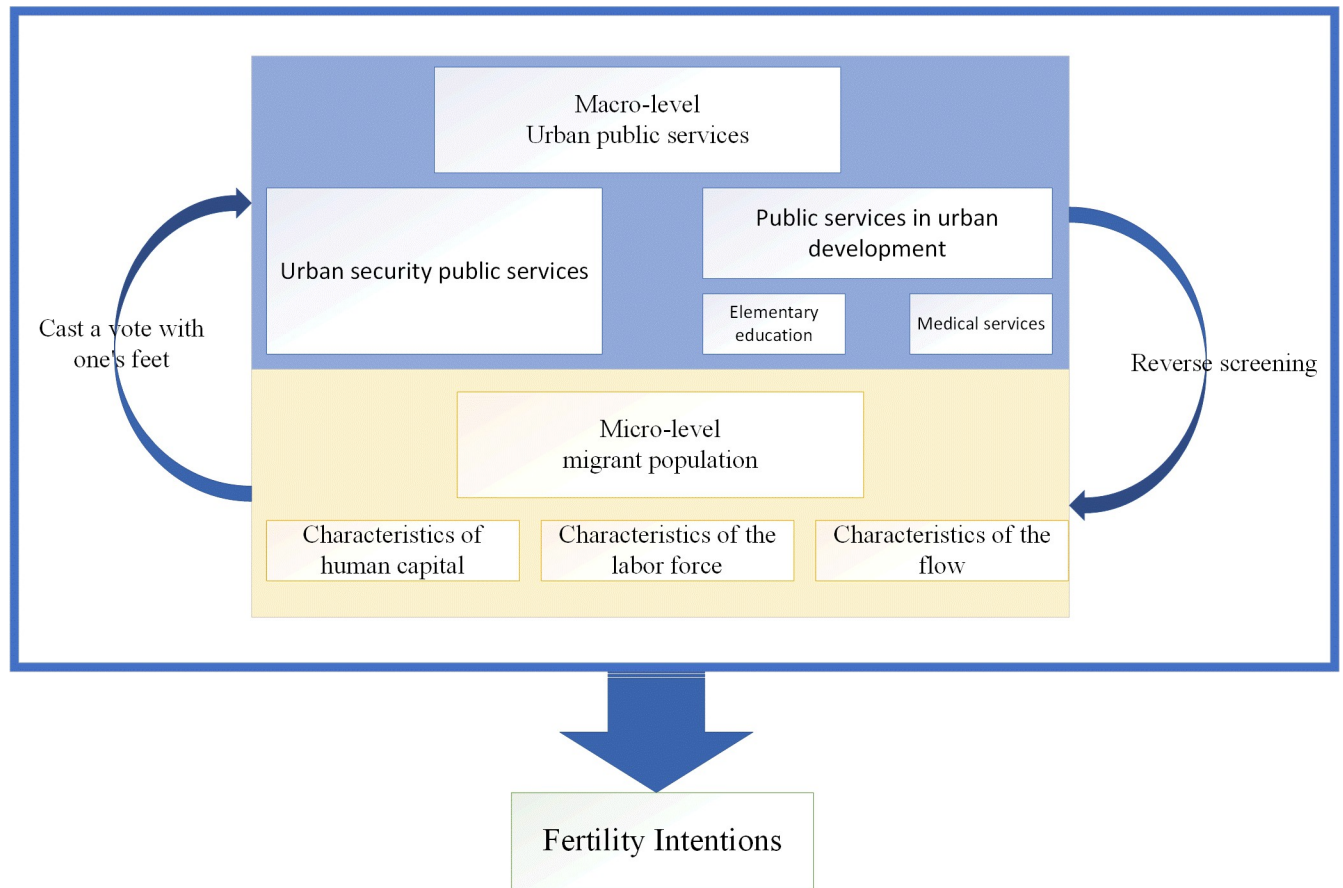 Macro-level
Urban public services
Urban security public services
Public services in urban
development
Elementary
education
Medical services
Cast a vote with
one's feet
Reverse screening
Micro-level
migrant population
Characteristics of
human capital
Characteristics of the
labor force
Characteristics of the
flow
Fertility Intentions